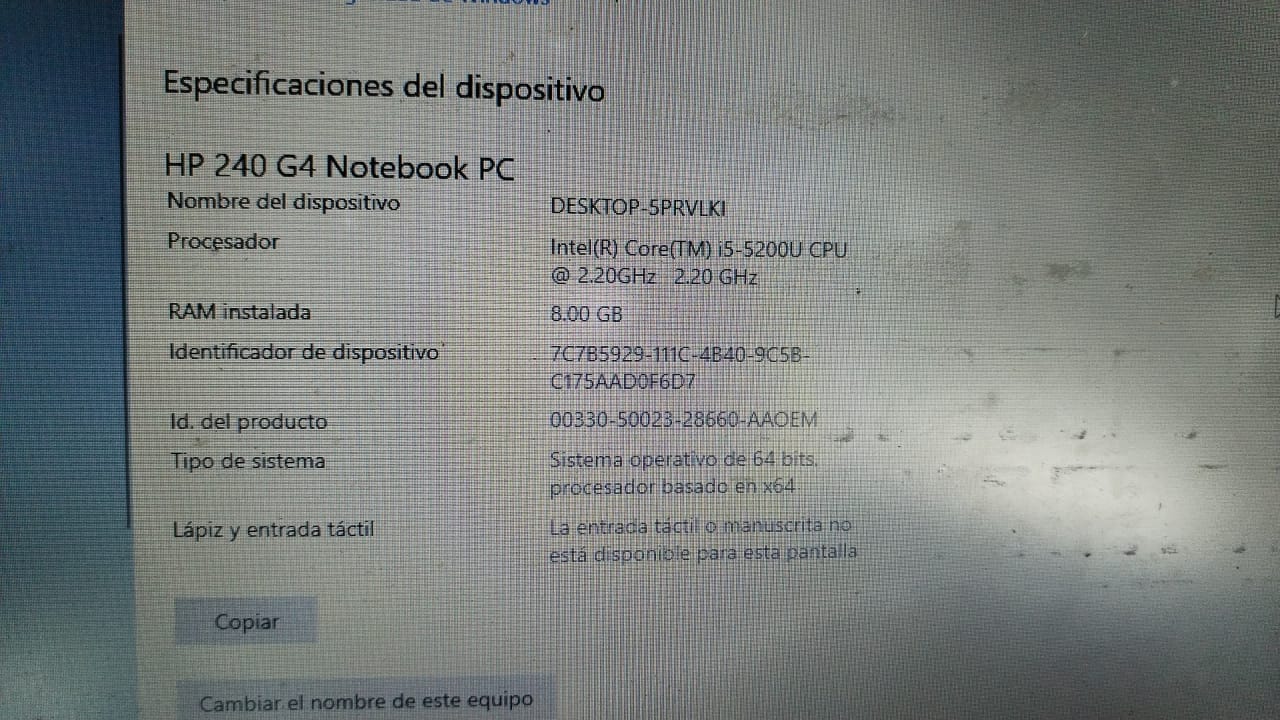 Especificaciones del dispositivo
HP 240 G4 Notebook PC
Nombre del dispositivo DESKTOP-5PRVLKI
Procesador Intel(R) Core(TM) i5-5200U CPU
@ 2.20GHz 2.20 GHz
RAM instalada 8.00 GB
Identificador de dispositivo 7C7B5929-111C-4B40-9C5B-
C175AAD0F6D7
Id. del producto 00330-50023-28660-AAOEM
Tipo de sistema Sistema operativo de 64 bits,
procesador basado en x64
Lápiz y entrada táctil La entrada táctil o manuscrita no
está disponible para esta pantalla
Copiar
Cambiar el nombre de este equipo